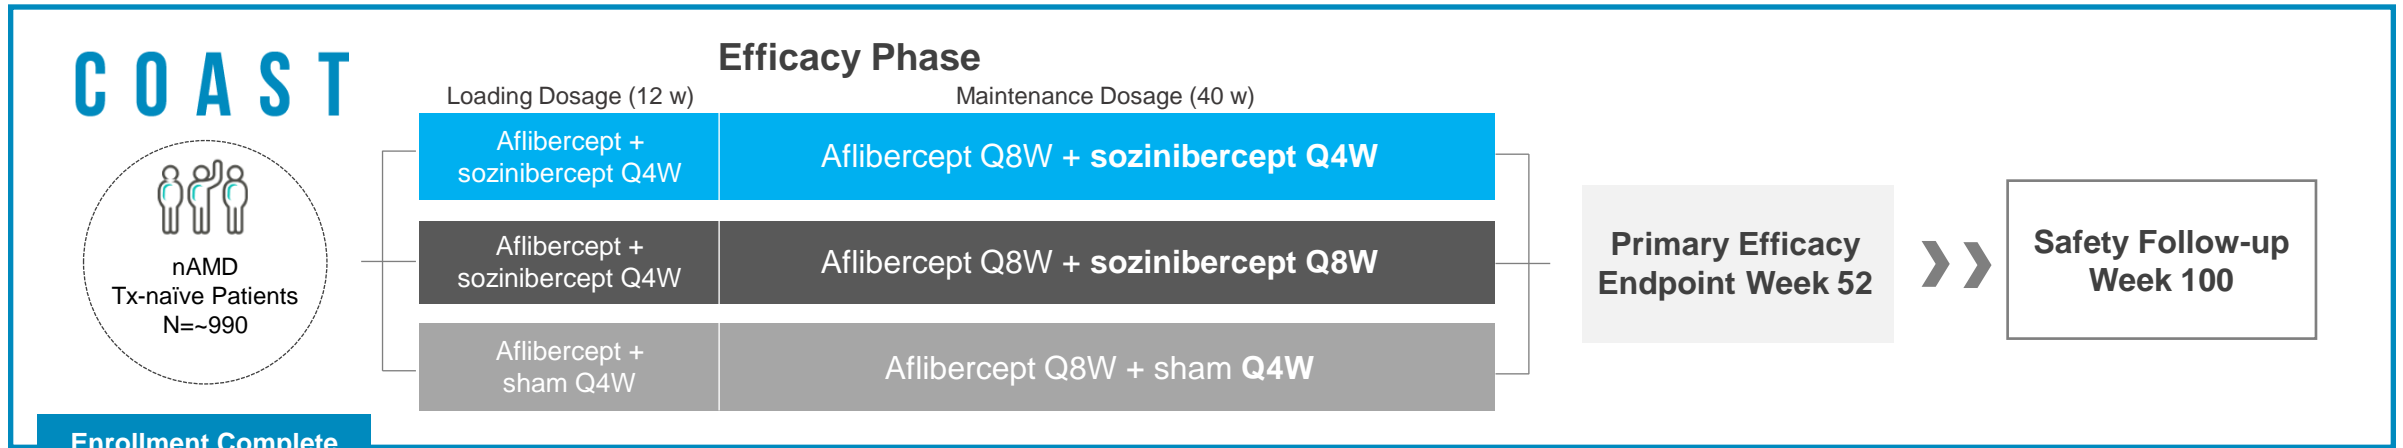 COAST
Efficacy Phase
Loading Dosage (12 w)
Maintenance Dosage (40 w)
Aflibercept +
sozinibercept Q4W
Aflibercept Q8W + sozinibercept Q4W
nAMD
Tx-naïve Patients
N=~990
Aflibercept +
sozinibercept Q4W
Aflibercept Q8W + sozinibercept Q8W
Aflibercept +
sham Q4W
Aflibercept Q8W + sham Q4W
Primary Efficacy
Endpoint Week 52
Safety Follow-up
Week 100
Enrollment Complete